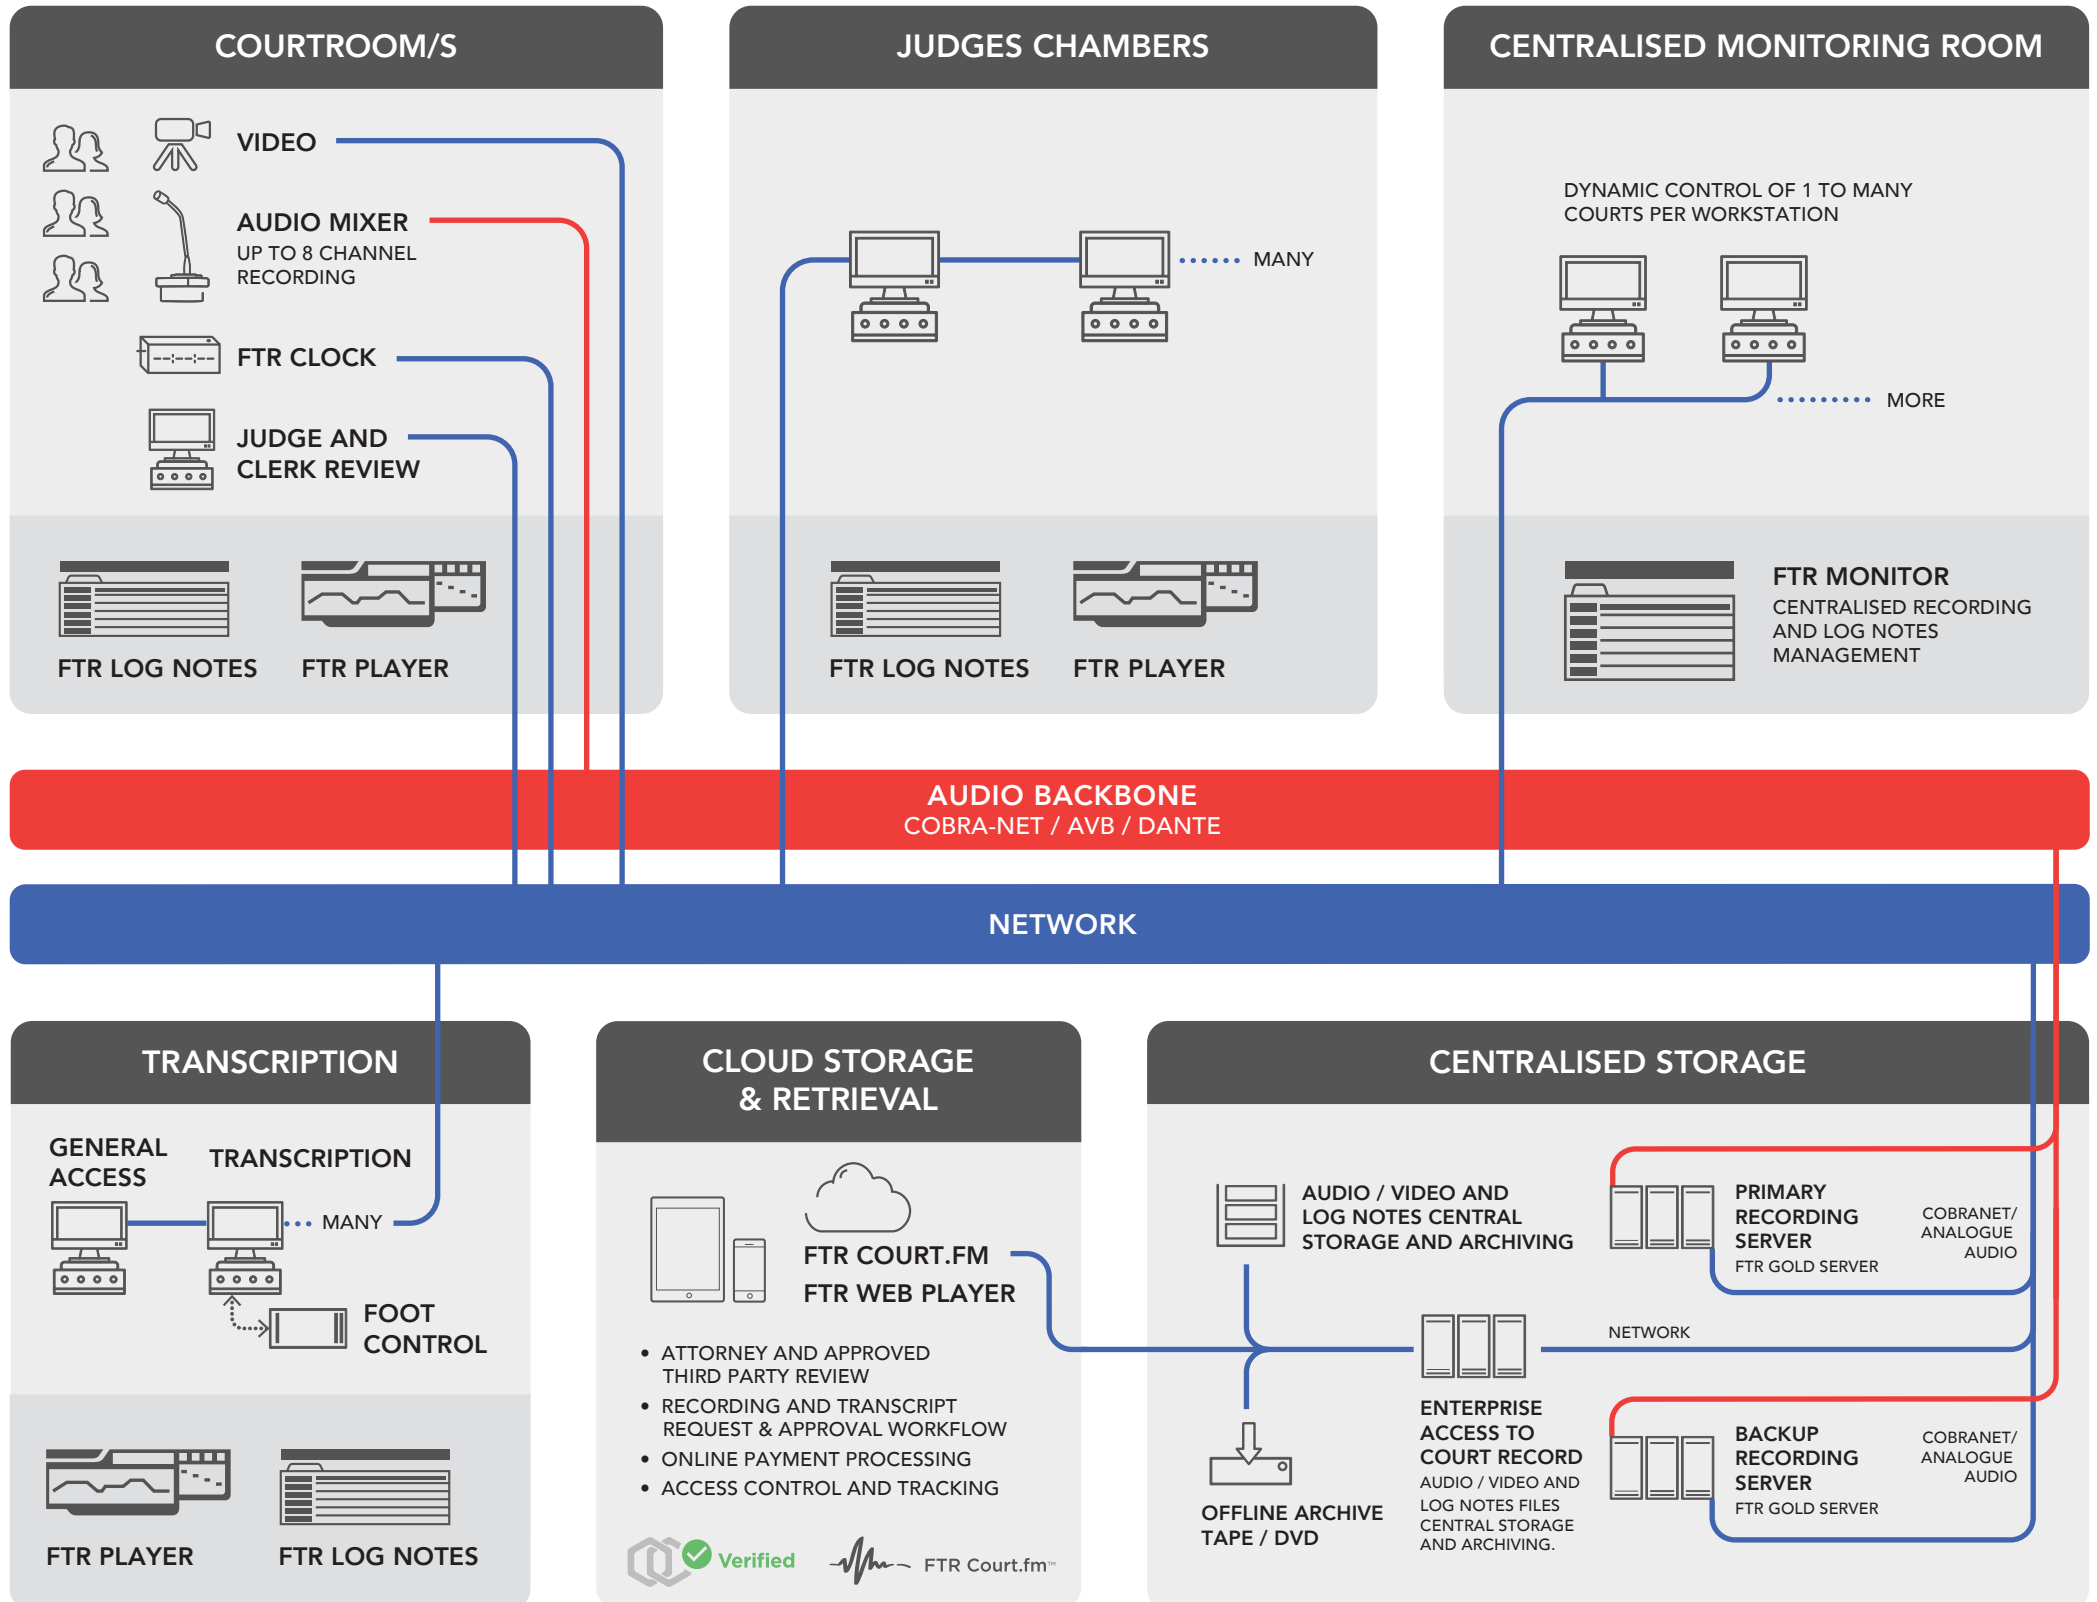 COURTROOM/S
VIDEO
AUDIO MIXER
UP TO 8 CHANNEL
RECORDING
FTR CLOCK
JUDGE AND
CLERK REVIEW
FTR LOG NOTES
FTR PLAYER
JUDGES CHAMBERS
MANY
FTR LOG NOTES
FTR PLAYER
CENTRALISED MONITORING ROOM
DYNAMIC CONTROL OF 1 TO MANY
COURTS PER WORKSTATION
MORE
FTR MONITOR
CENTRALISED RECORDING
AND LOG NOTES
MANAGEMENT
AUDIO BACKBONE
COBRA-NET / AVB / DANTE
NETWORK
TRANSCRIPTION
GENERAL
ACCESS
TRANSCRIPTION
MANY
FOOT
CONTROL
FTR PLAYER
FTR LOG NOTES
CLOUD STORAGE
& RETRIEVAL
FTR COURT.FM
FTR WEB PLAYER
• ATTORNEY AND APPROVED
THIRD PARTY REVIEW
• RECORDING AND TRANSCRIPT
REQUEST & APPROVAL WORKFLOW
• ONLINE PAYMENT PROCESSING
• ACCESS CONTROL AND TRACKING
Verified
FTR Court.fm™
CENTRALISED STORAGE
AUDIO / VIDEO AND
LOG NOTES CENTRAL
STORAGE AND ARCHIVING
PRIMARY
RECORDING
SERVER
FTR GOLD SERVER
COBRANET/
ANALOGUE
AUDIO
NETWORK
ENTERPRISE
ACCESS TO
COURT RECORD
AUDIO / VIDEO AND
LOG NOTES FILES
CENTRAL STORAGE
AND ARCHIVING.
OFFLINE ARCHIVE
TAPE / DVD
BACKUP
RECORDING
SERVER
FTR GOLD SERVER
COBRANET/
ANALOGUE
AUDIO